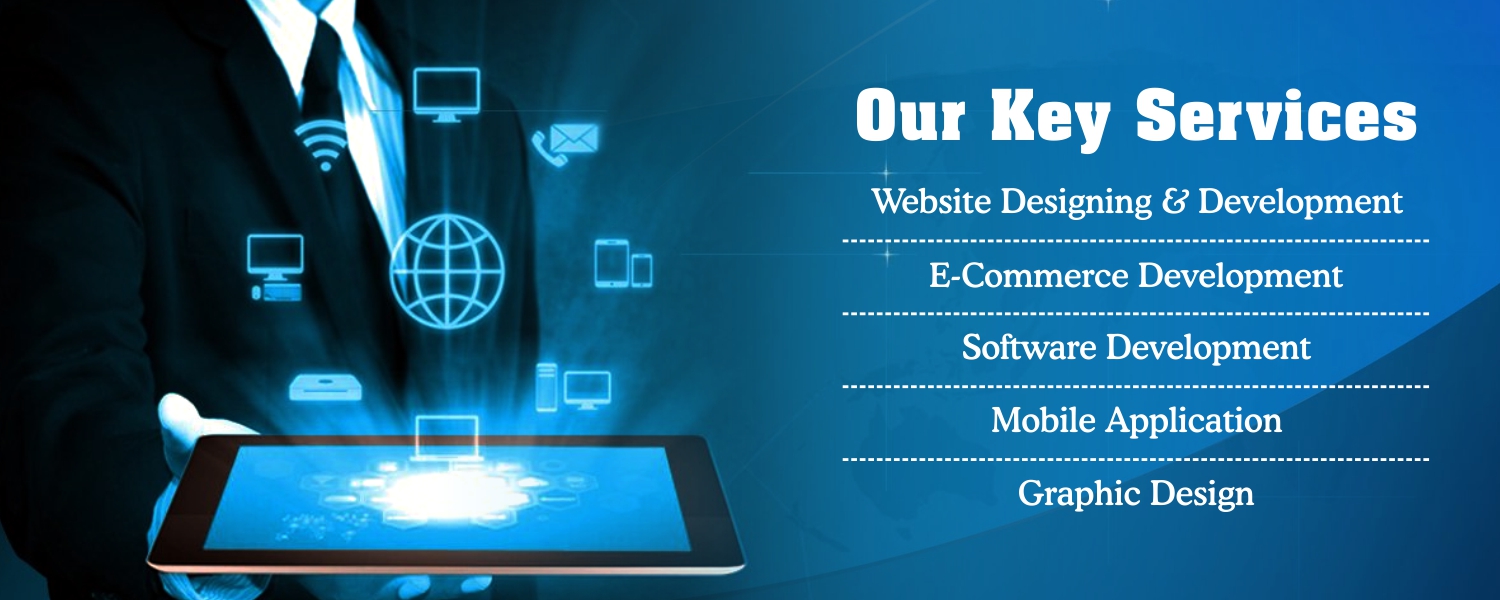 Our Key Services
Website Designing & Development
E-Commerce Development
Software Development
Mobile Application
Graphic Design